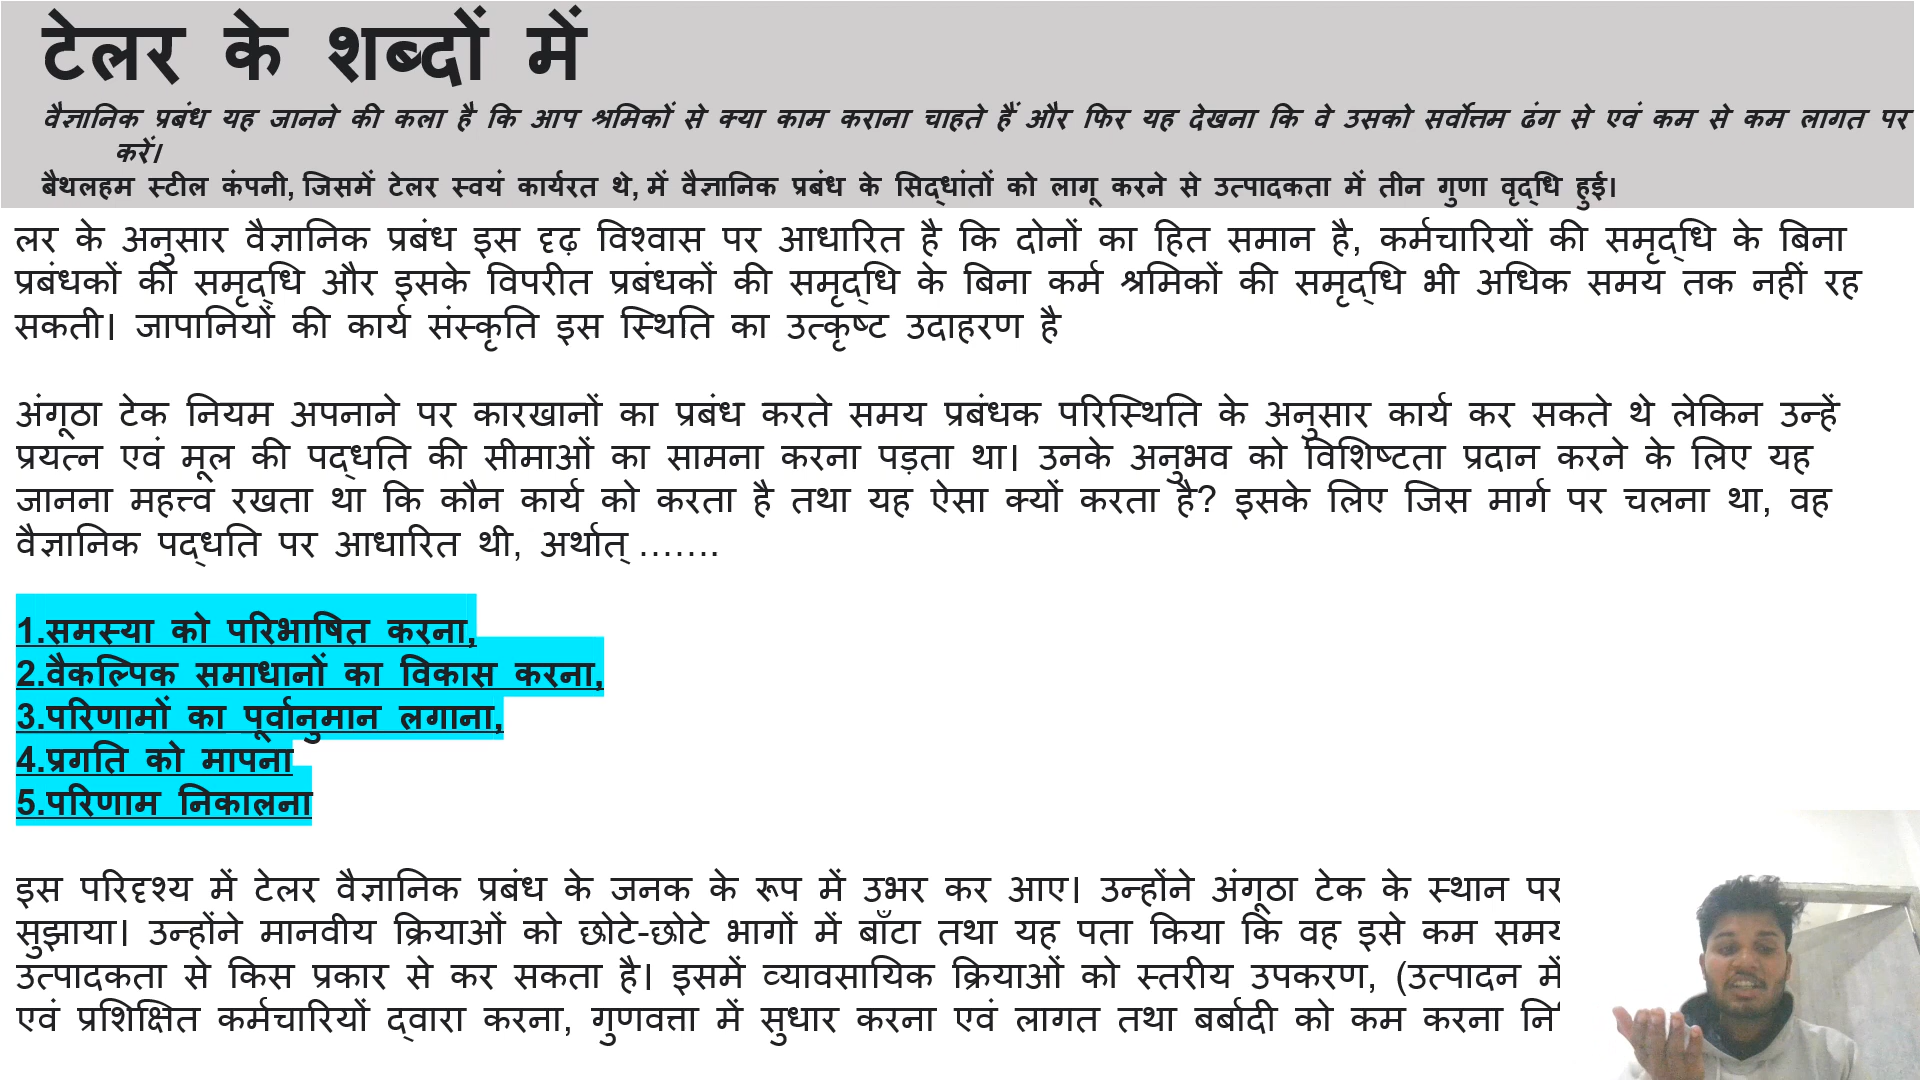 टेलर के शब्दों में
वैज्ञानिक प्रबंध यह जानने की कला है कि आप श्रमिकों से क्या काम कराना चाहते हैं और फिर यह देखना कि वे उसको सर्वोत्तम ढंग से एवं कम से कम लागत पर
करें।
बैथलहम स्टील कंपनी, जिसमें टेलर स्वयं कार्यरत थे, में वैज्ञानिक प्रबंध के सिद्धांतों को लागू करने से उत्पादकता में तीन गुणा वृद्धि हुई।
लर के अनुसार वैज्ञानिक प्रबंध इस दृढ़ विश्वास पर आधारित है कि दोनों का हित समान है, कर्मचारियों की समृद्धि के बिना
प्रबंधकों की समृद्धि और इसके विपरीत प्रबंधकों की समृद्धि के बिना कर्म श्रमिकों की समृद्धि भी अधिक समय तक नहीं रह
सकती। जापानियों की कार्य संस्कृति इस स्थिति का उत्कृष्ट उदाहरण है
अंगूठा टेक नियम अपनाने पर कारखानों का प्रबंध करते समय प्रबंधक परिस्थिति के अनुसार कार्य कर सकते थे लेकिन उन्हें
प्रयत्न एवं मूल की पद्धति की सीमाओं का सामना करना पड़ता था। उनके अनुभव को विशिष्टता प्रदान करने के लिए यह
जानना महत्त्व रखता था कि कौन कार्य को करता है तथा यह ऐसा क्यों करता है? इसके लिए जिस मार्ग पर चलना था, वह
वैज्ञानिक पद्धति पर आधारित थी, अर्थात् .......
1.समस्या को परिभाषित करना,
2.वैकल्पिक समाधानों का विकास करना,
3.परिणामों का पूर्वानुमान लगाना,
4.प्रगति को मापना
5.परिणाम निकालना
इस परिदृश्य में टेलर वैज्ञानिक प्रबंध के जनक के रूप में उभर कर आए। उन्होंने अंगूठा टेक के स्थान पर
सुझाया। उन्होंने मानवीय क्रियाओं को छोटे-छोटे भागों में बाँटा तथा यह पता किया कि वह इसे कम समय
उत्पादकता से किस प्रकार से कर सकता है। इसमें व्यावसायिक क्रियाओं को स्तरीय उपकरण, (उत्पादन में
एवं प्रशिक्षित कर्मचारियों द्वारा करना, गुणवत्ता में सुधार करना एवं लागत तथा बर्बादी को कम करना